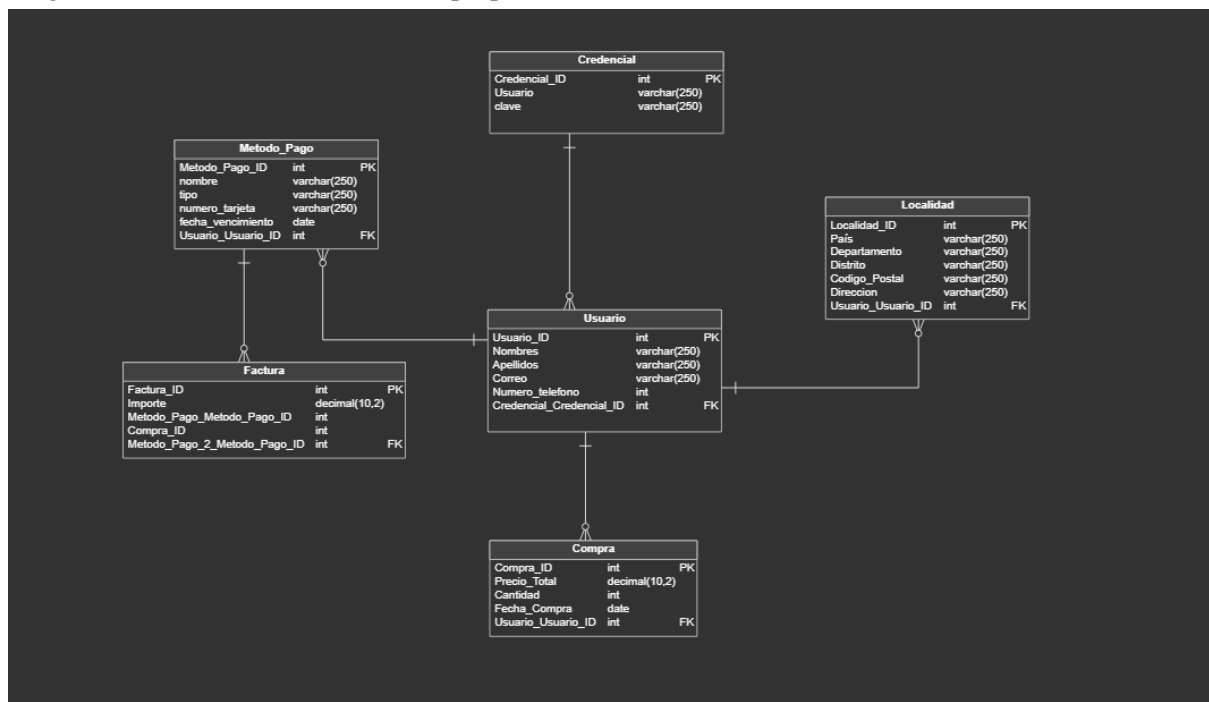 Credencial
Credencial_ID int PK
Usuario varchar(250)
clave varchar(250)
Metodo_Pago
Metodo_Pago_ID int PK
nombre varchar(250)
tipo varchar(250)
numero_tarjeta varchar(250)
fecha_vencimiento date
Usuario_Usuario_ID int FK
Localidad
Localidad_ID int PK
País varchar(250)
Departamento varchar(250)
Distrito varchar(250)
Codigo_Postal varchar(250)
Direccion varchar(250)
Usuario_Usuario_ID int FK
Usuario
Usuario_ID int PK
Nombres varchar(250)
Apellidos varchar(250)
Correo varchar(250)
Numero_telefono int
Credencial_Credencial_ID int FK
Factura
Factura_ID int PK
Importe decimal(10,2)
Metodo_Pago_Metodo_Pago_ID int
Compra_ID int
Metodo_Pago_2_Metodo_Pago_ID int FK
Compra
Compra_ID int PK
Precio_Total decimal(10,2)
Cantidad int
Fecha_Compra date
Usuario_Usuario_ID int FK